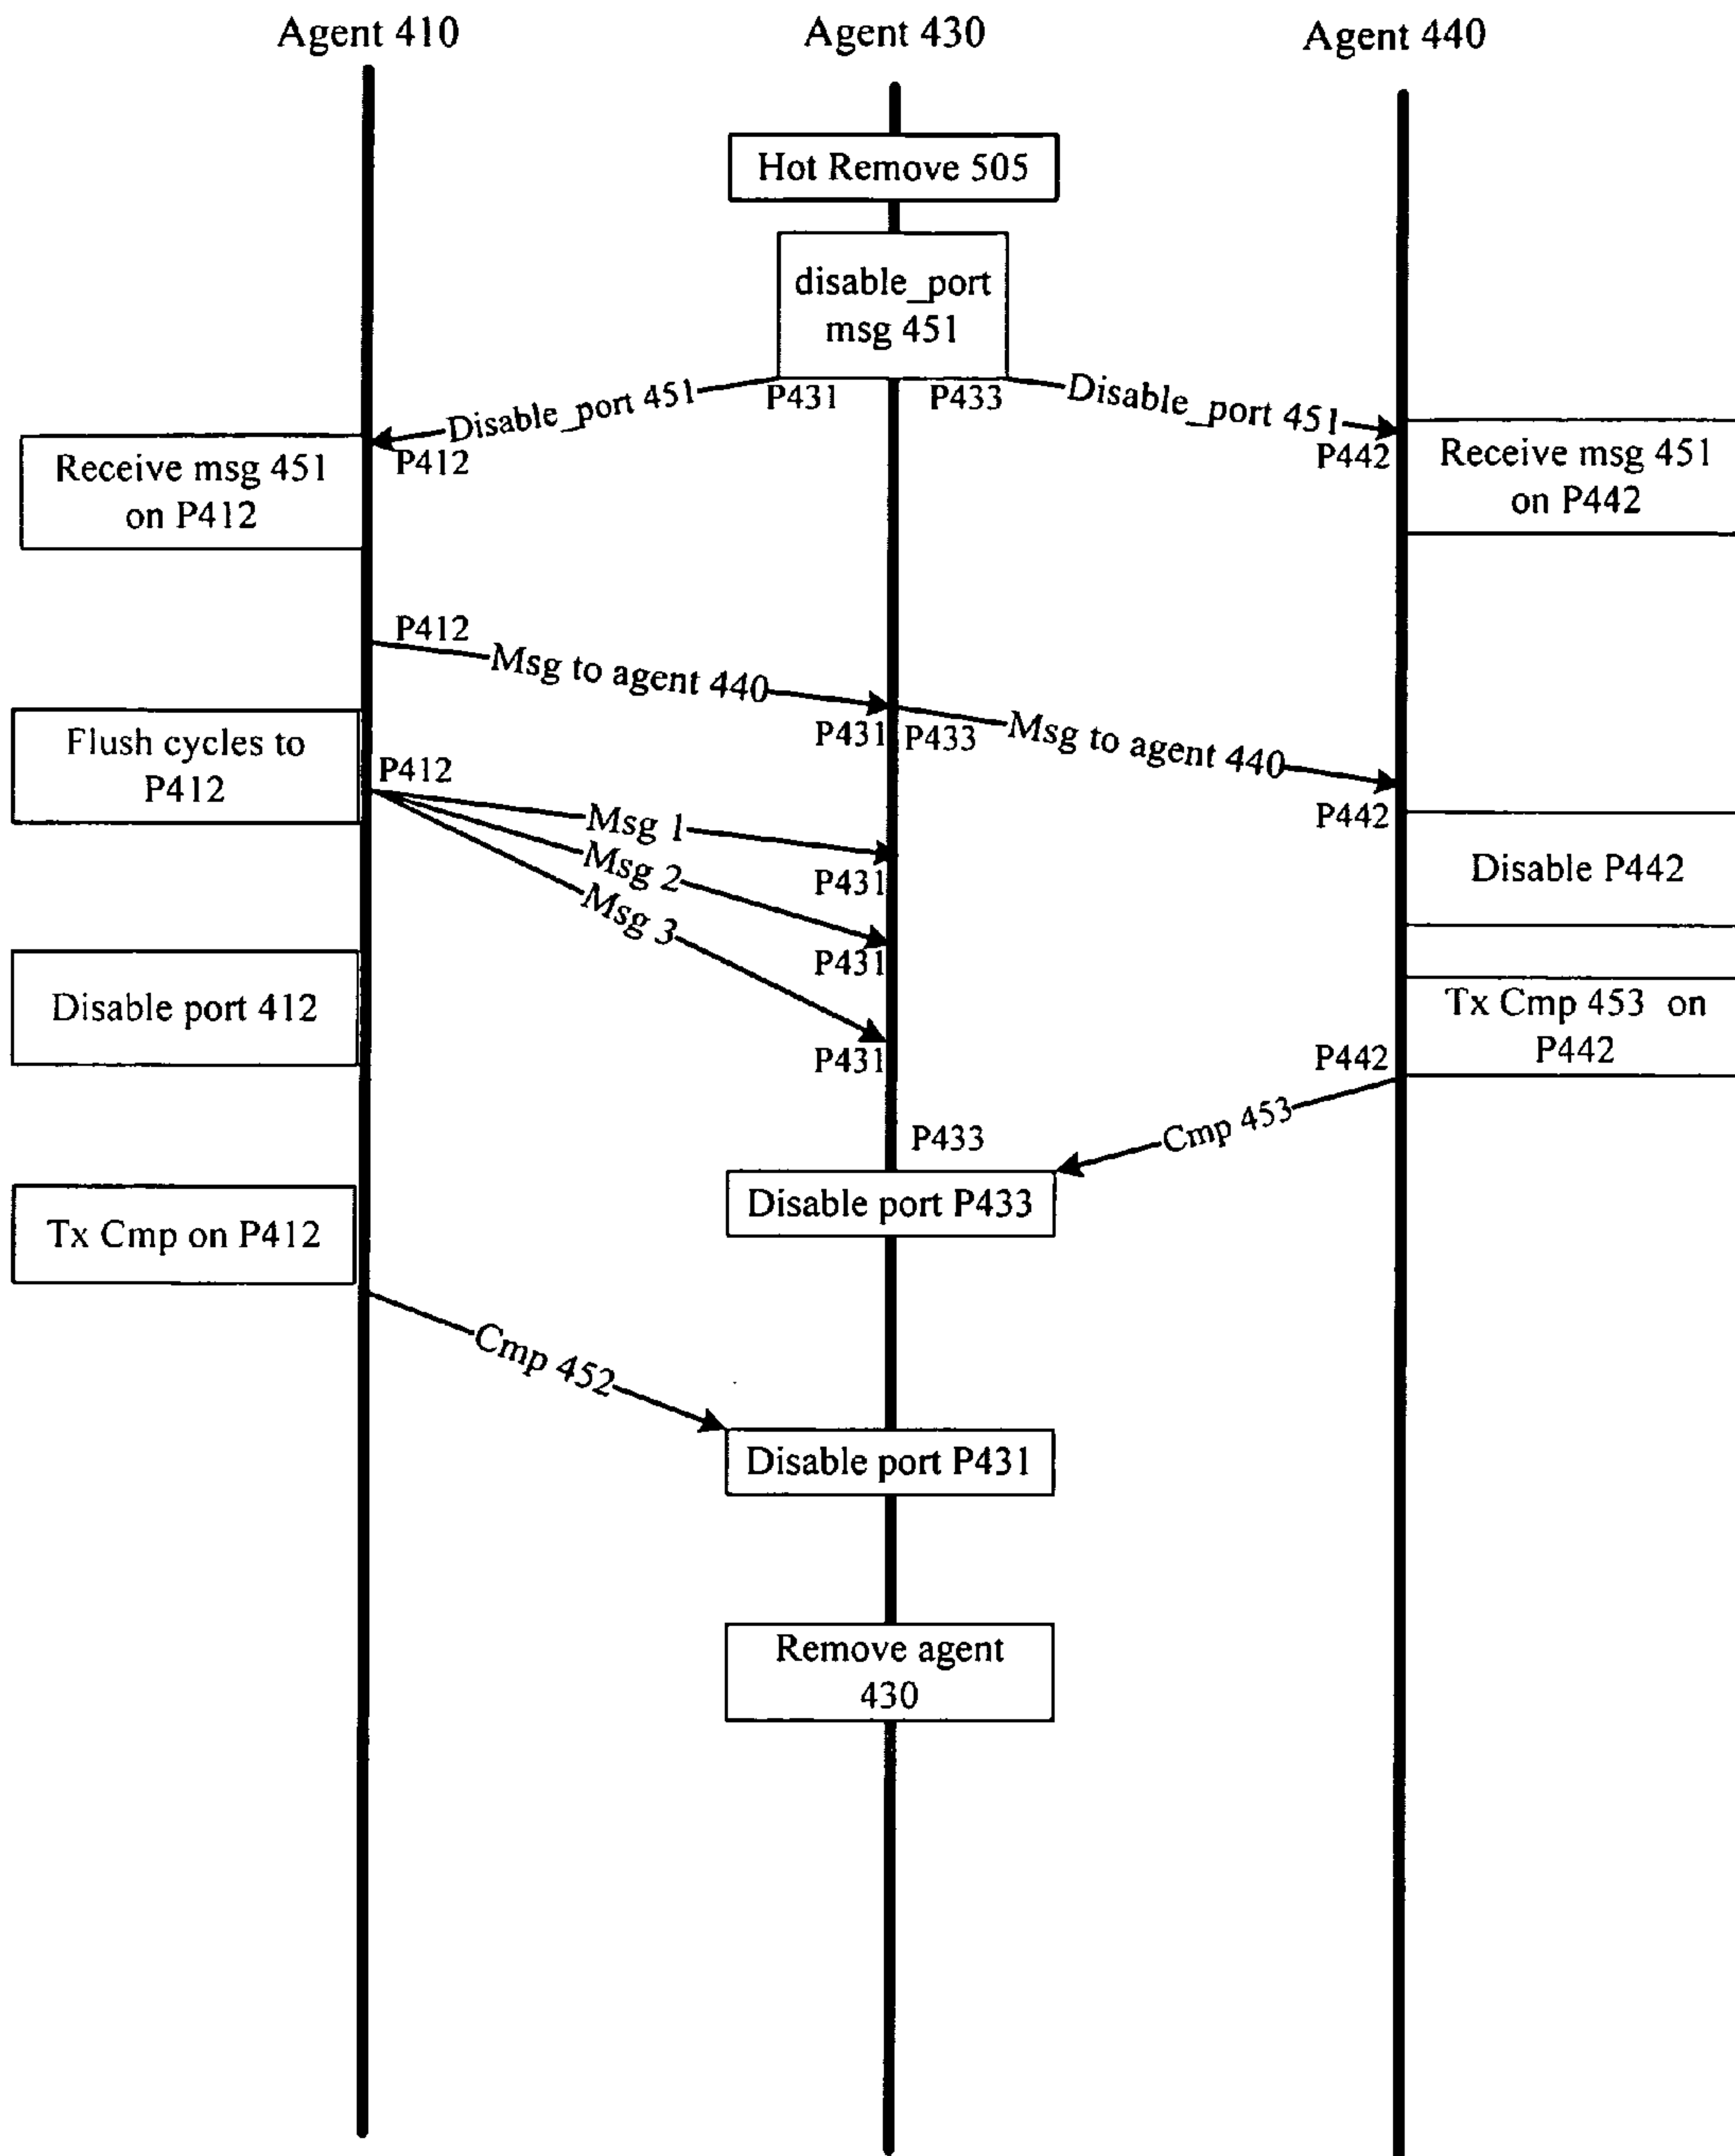 Agent 410
Agent 430
Agent 440
Hot Remove 505
disable_port
msg 451
P431
P433
Disable_port 451
Disable_port 451
P412
P442
Receive msg 451
on P412
Receive msg 451
on P442
P412
Msg to agent 440
P431
P433
Msg to agent 440
P442
Flush cycles to
P412
P412
Msg 1
Msg 2
Msg 3
P431
P431
P431
Disable P442
Disable port 412
Tx Cmp 453 on
P442
P442
Cmp 453
P433
Disable port P433
Tx Cmp on P412
Cmp 452
Disable port P431
Remove agent
430